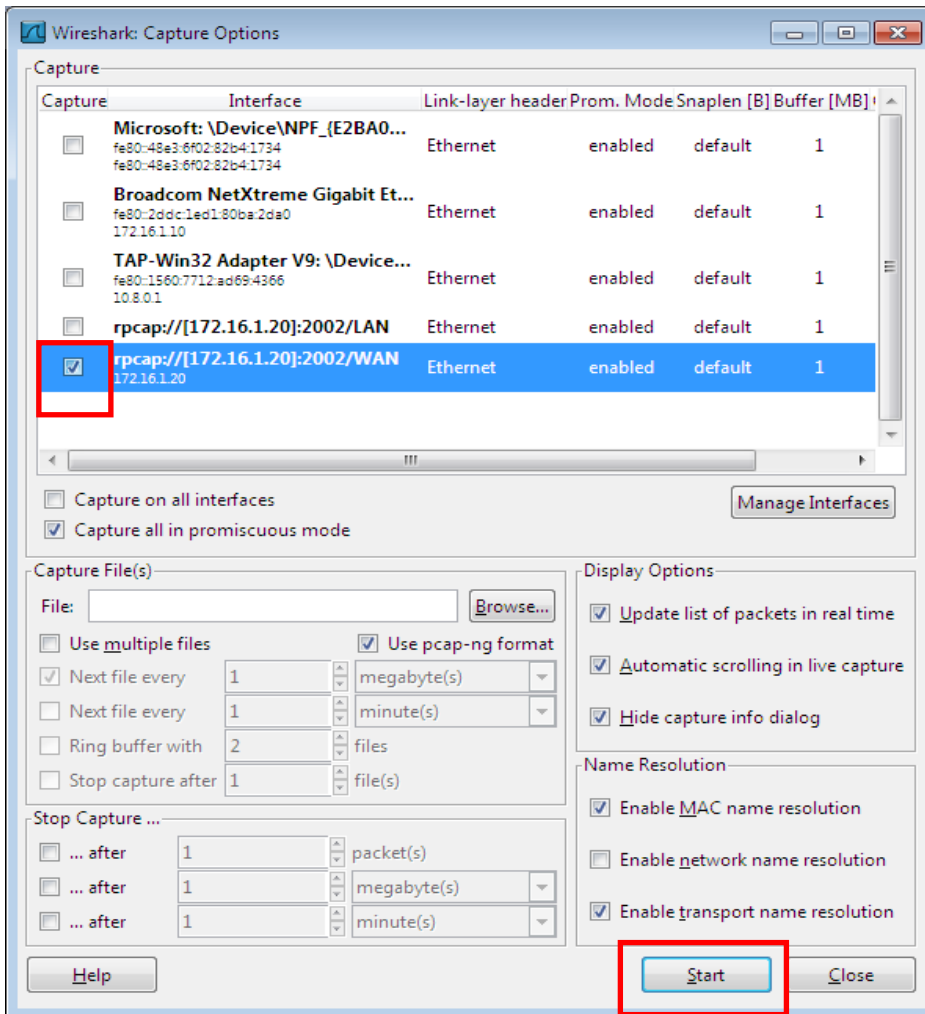 Wireshark: Capture Options
Capture
Capture Interface Link-layer header Prom. Mode Snaplen [B] Buffer [MB]
Microsoft: \Device\NPF_{E2BA0...
fe80::48e3:6f02:82b4:1734
fe80::48e3:6f02:82b4:1734
Ethernet enabled default 1
Broadcom NetXtreme Gigabit Et...
fe80::2ddc:1ed1:80ba:2da0
172.16.1.10
Ethernet enabled default 1
TAP-Win32 Adapter V9: \Device...
fe80::1560:7712:ad69:4366
10.8.0.1
Ethernet enabled default 1
rpcap://[172.16.1.20]:2002/LAN Ethernet enabled default 1
rpcap://[172.16.1.20]:2002/WAN
172.16.1.20
Ethernet enabled default 1
Capture on all interfaces
Manage Interfaces
Capture all in promiscuous mode
Capture File(s)
File: Browse...
Use multiple files Use pcap-ng format
Next file every 1 megabyte(s)
Next file every 1 minute(s)
Ring buffer with 2 files
Stop capture after 1 file(s)
Stop Capture ...
... after 1 packet(s)
... after 1 megabyte(s)
... after 1 minute(s)
Display Options
Update list of packets in real time
Automatic scrolling in live capture
Hide capture info dialog
Name Resolution
Enable MAC name resolution
Enable network name resolution
Enable transport name resolution
Help Start Close